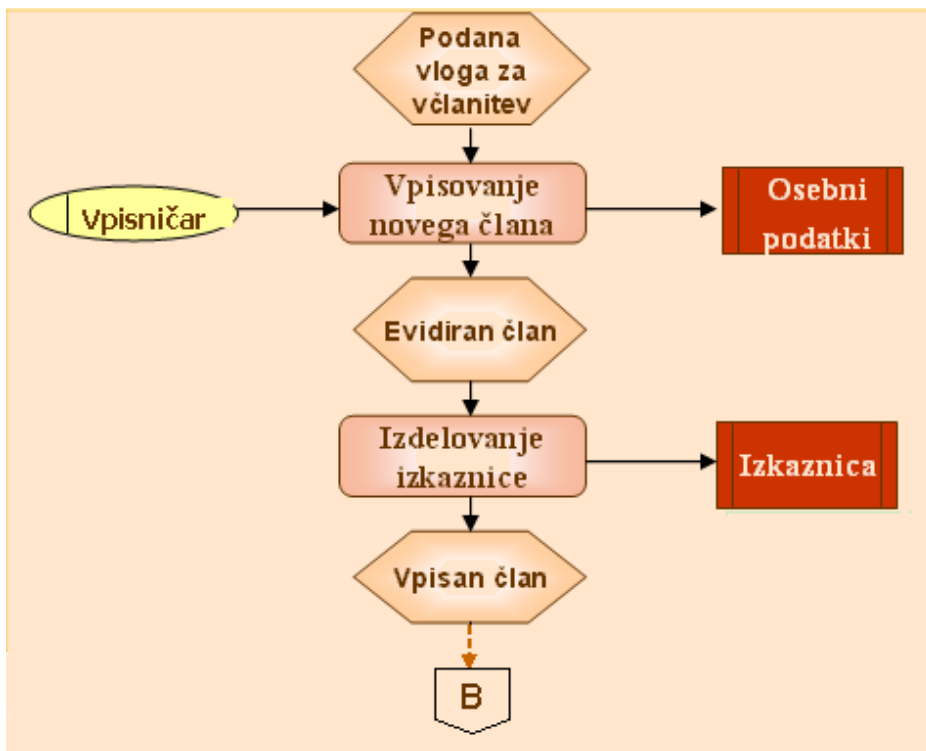 Podana
vloga za
včlanitev
Vpisničar
Vpisovanje
novega člana
Osebni
podatki
Evidiran član
Izdelovanje
izkaznice
Izkaznica
Vpisan član
B